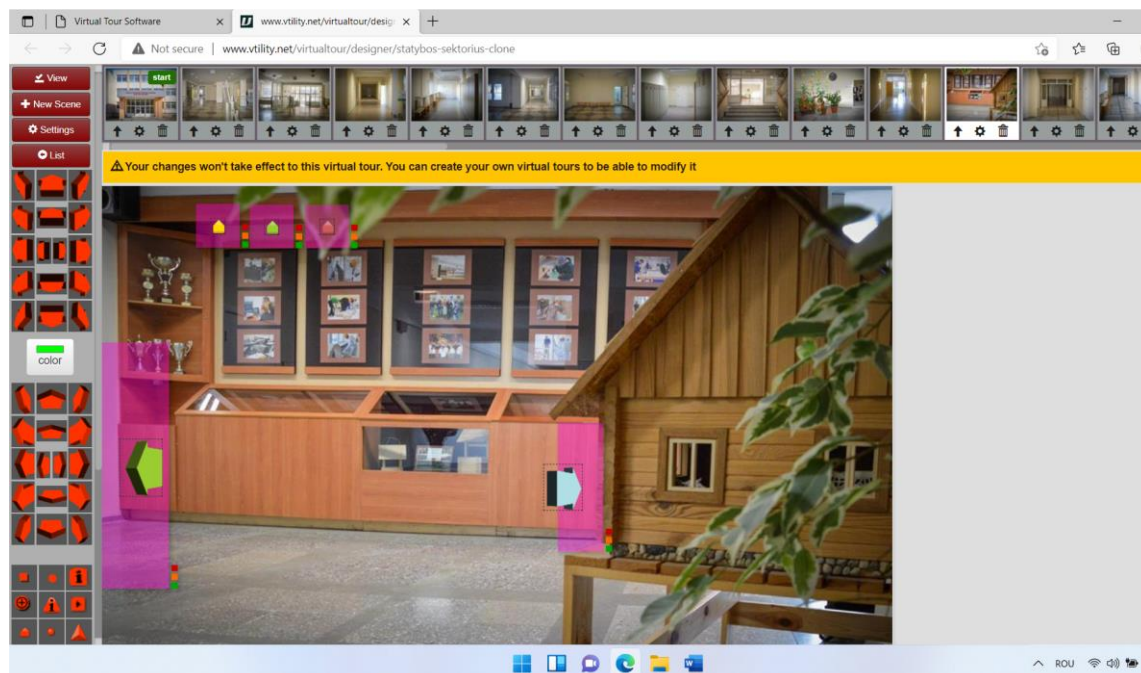 Virtual Tour Software
www.vtility.net/virtualtour/desig
Not secure | www.vtility.net/virtualtour/designer/statybos-sektorius-clone
View
New Scene
Settings
List
start
Your changes won't take effect to this virtual tour. You can create your own virtual tours to be able to modify it
color
ROU